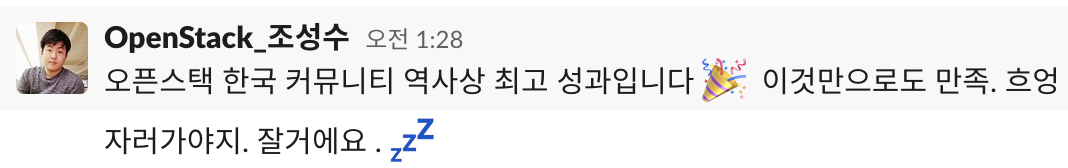 OpenStack_조성수 오전 1:28
오픈스택 한국 커뮤니티 역사상 최고 성과입니다🎉 이것만으로도 만족. 흐엉
자러가야지. 잘거에요 . 💤